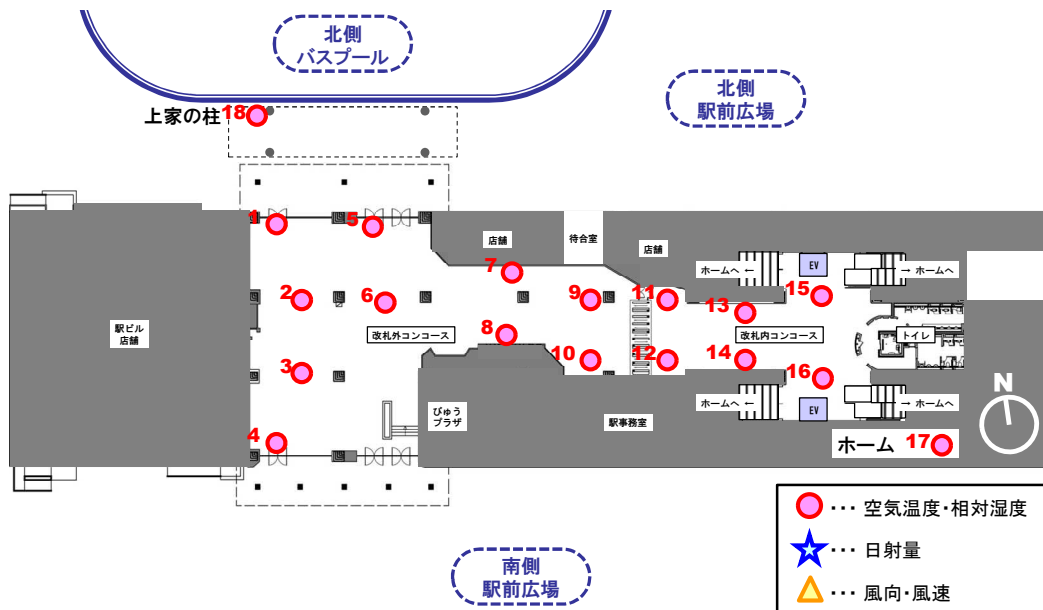 北側
バスプール
北側
駅前広場
上家の柱
18
1
5
店舗
待合室
店舗
7
ホームへ ←
EV
→ ホームへ
2
6
9
11
13
15
駅ビル
店舗
改札外コンコース
8
改札内コンコース
トイレ
3
10
12
14
16
びゅう
プラザ
駅事務室
ホームへ ←
EV
→ ホームへ
N
4
ホーム 17
･･･ 空気温度・相対湿度
･･･ 日射量
･･･ 風向・風速
南側
駅前広場